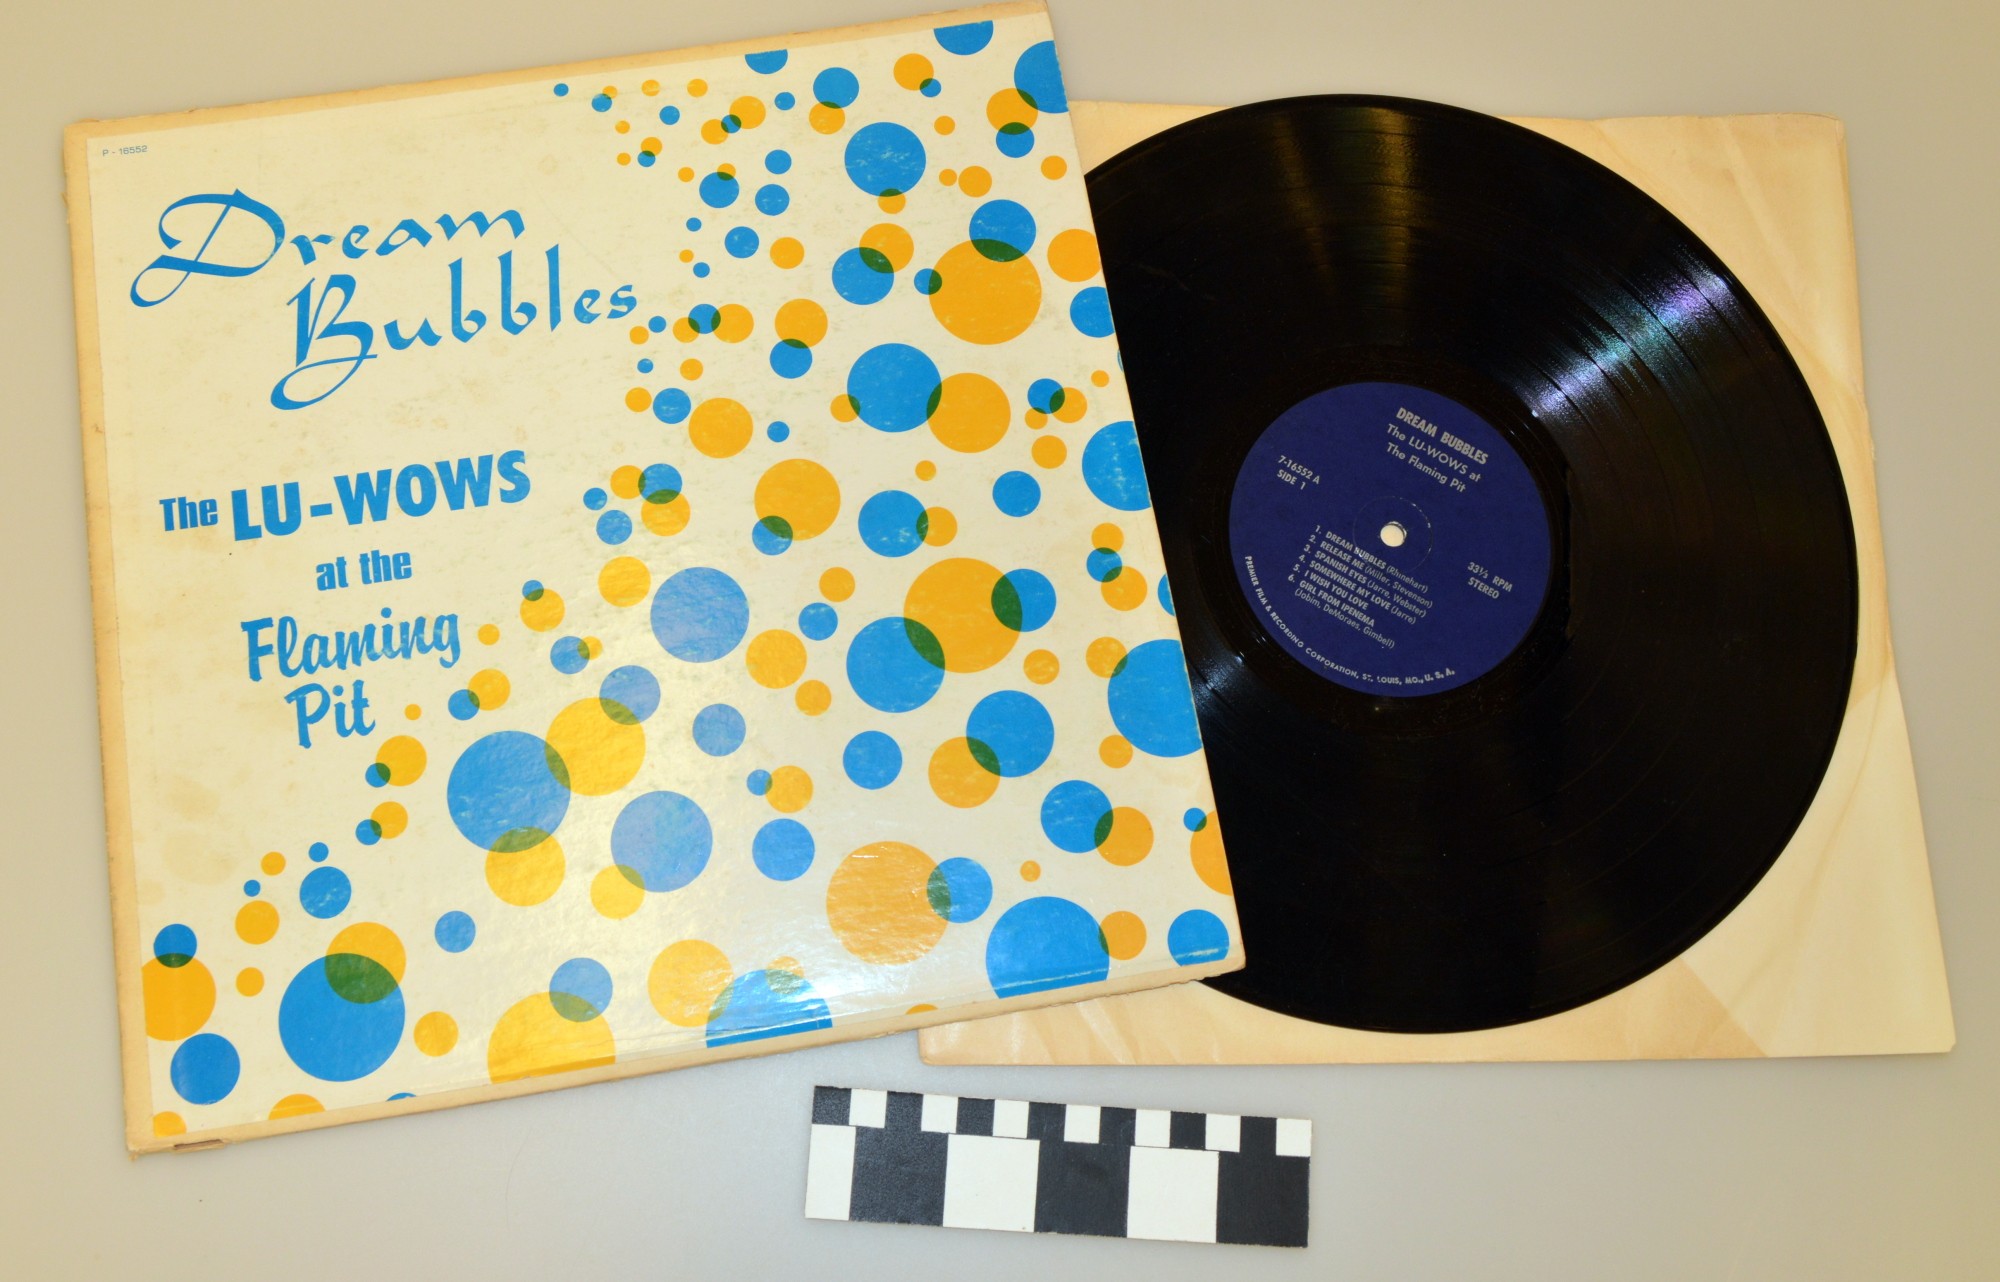 P-16552
Dream
Bubbles
The LU-WOWS
at the
Flaming
Pit
DREAM BUBBLES
The LU-WOWS at
The Flaming Pit
7-16552 A
SIDE 1
33⅓ RPM
STEREO
1. DREAM BUBBLES (Rhinehart)
2. RELEASE ME (Miller, Stevenson)
3. SPANISH EYES (Jarre, Webster)
4. SOMEWHERE MY LOVE (Jarre)
5. I WISH YOU LOVE
6. GIRL FROM IPENEMA
(Jobim, DeMoraes, Gimbell)
PREMIER FILM & RECORDING CORPORATION, ST. LOUIS, MO., U. S. A.